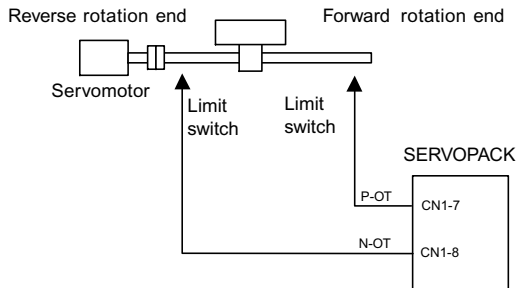 Reverse rotation end
Forward rotation end
Servomotor
Limit
switch
Limit
switch
SERVOPACK
P-OT
CN1-7
N-OT
CN1-8